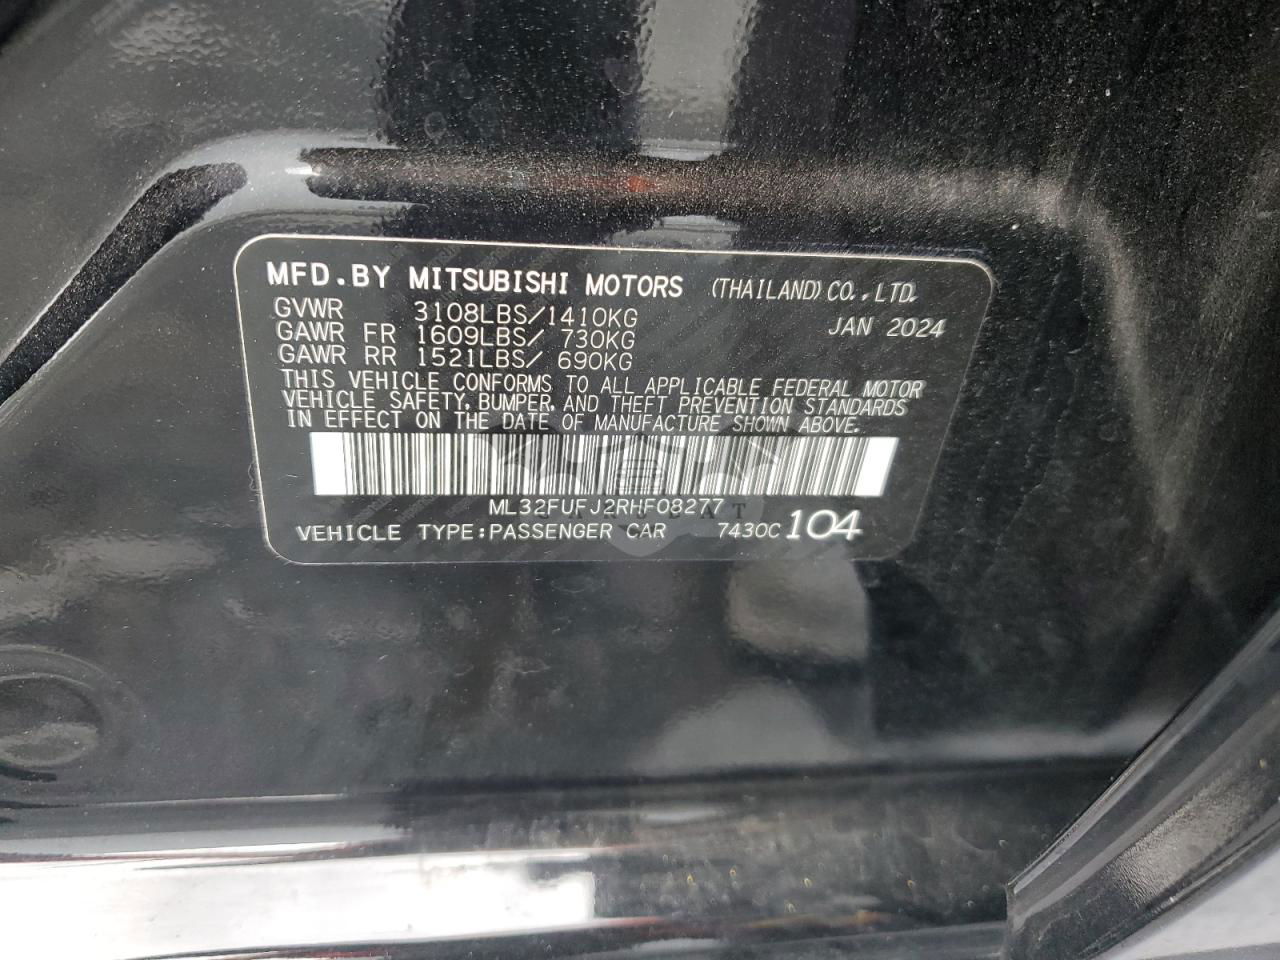 MFD.BY MITSUBISHI MOTORS (THAILAND) CO., LTD.
GVWR 3108LBS/1410KG JAN 2024
GAWR FR 1609LBS/ 730KG
GAWR RR 1521LBS/ 690KG
THIS VEHICLE CONFORMS TO ALL APPLICABLE FEDERAL MOTOR
VEHICLE SAFETY, BUMPER, AND THEFT PREVENTION STANDARDS
IN EFFECT ON THE DATE OF MANUFACTURE SHOWN ABOVE.
ML32FUFJ2RHF08277
VEHICLE TYPE:PASSENGER CAR 7430C 104